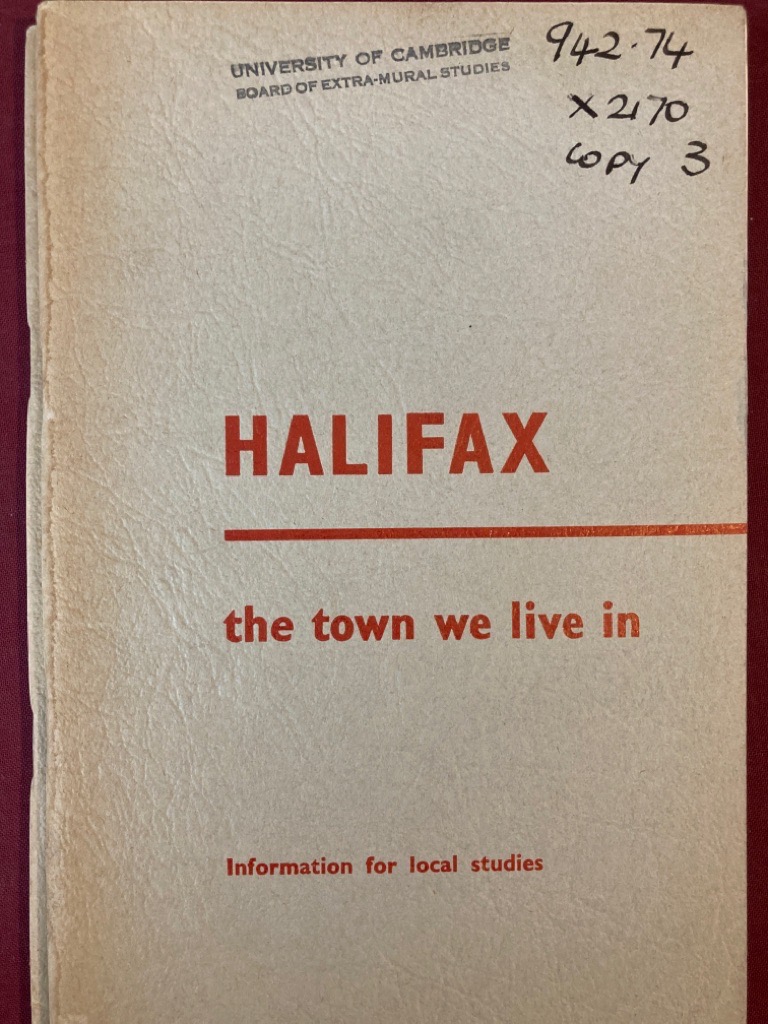 UNIVERSITY OF CAMBRIDGE
BOARD OF EXTRA-MURAL STUDIES
942.74
X2170
Copy 3
HALIFAX
the town we live in
Information for local studies